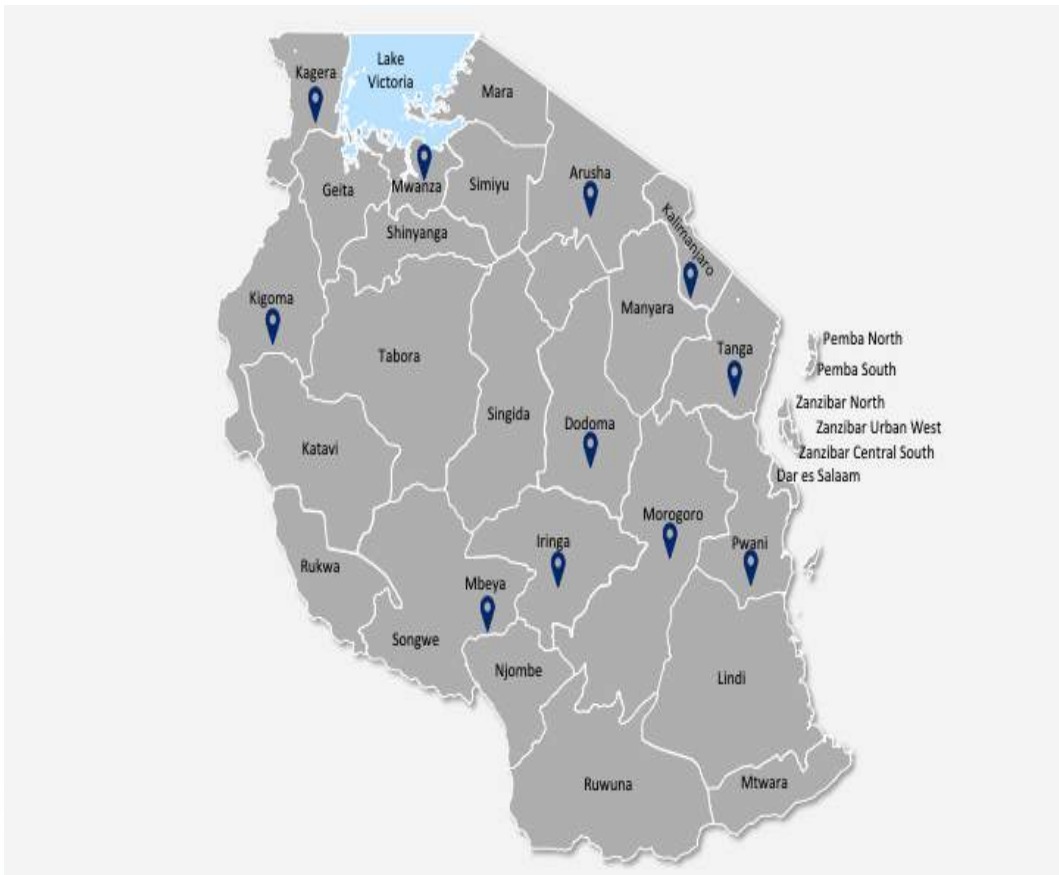 Lake
Victoria
Kagera
Mara
Arusha
Geita
Mwanza
Simiyu
Kalimanjaro
Shinyanga
Kigoma
Manyara
Pemba North
Tanga
Tabora
Pemba South
Zanzibar North
Singida
Dodoma
Zanzibar Urban West
Katavi
Zanzibar Central South
Dar es Salaam
Morogoro
Iringa
Pwani
Rukwa
Mbeya
Songwe
Njombe
Lindi
Ruwuna
Mtwara